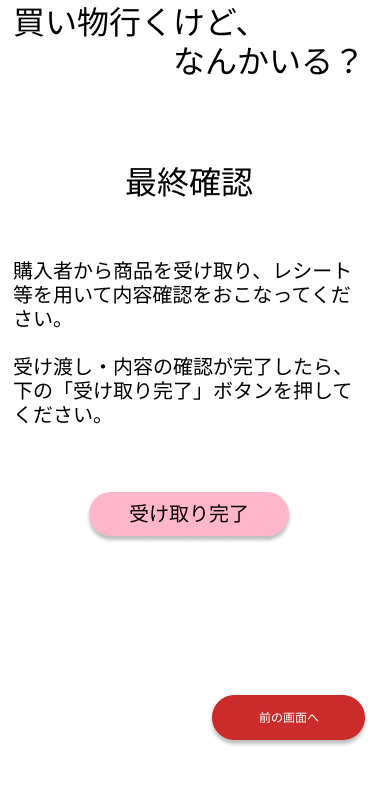 買い物行くけど、
なんかいる？
最終確認
購入者から商品を受け取り、レシート
等を用いて内容確認をおこなってくだ
さい。
受け渡し・内容の確認が完了したら、
下の「受け取り完了」ボタンを押して
ください。
受け取り完了
前の画面へ